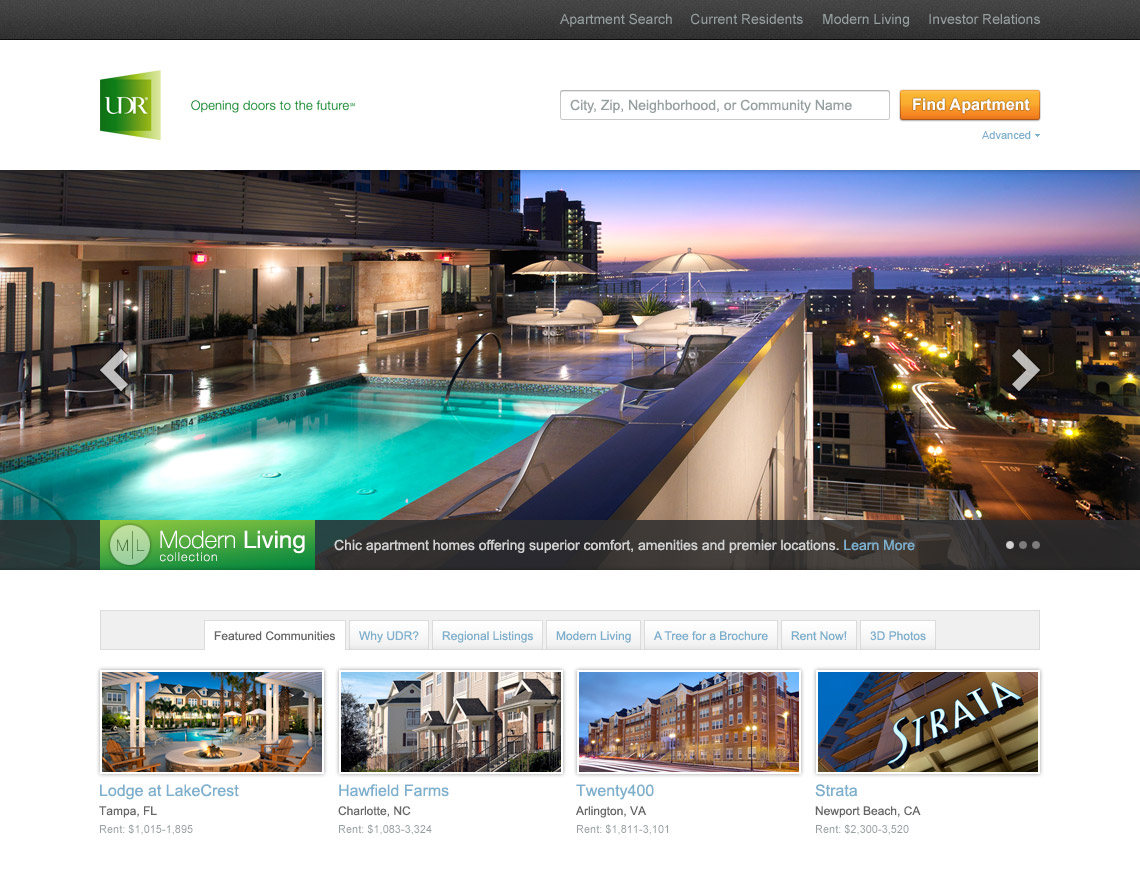 Apartment Search Current Residents Modern Living Investor Relations
UDR®
Opening doors to the future℠
City, Zip, Neighborhood, or Community Name
Find Apartment
Advanced
M|L Modern Living
collection
Chic apartment homes offering superior comfort, amenities and premier locations. Learn More
Featured Communities Why UDR? Regional Listings Modern Living A Tree for a Brochure Rent Now! 3D Photos
STRATA
Lodge at LakeCrest
Tampa, FL
Rent: $1,015-1,895
Hawfield Farms
Charlotte, NC
Rent: $1,083-3,324
Twenty400
Arlington, VA
Rent: $1,811-3,101
Strata
Newport Beach, CA
Rent: $2,300-3,520